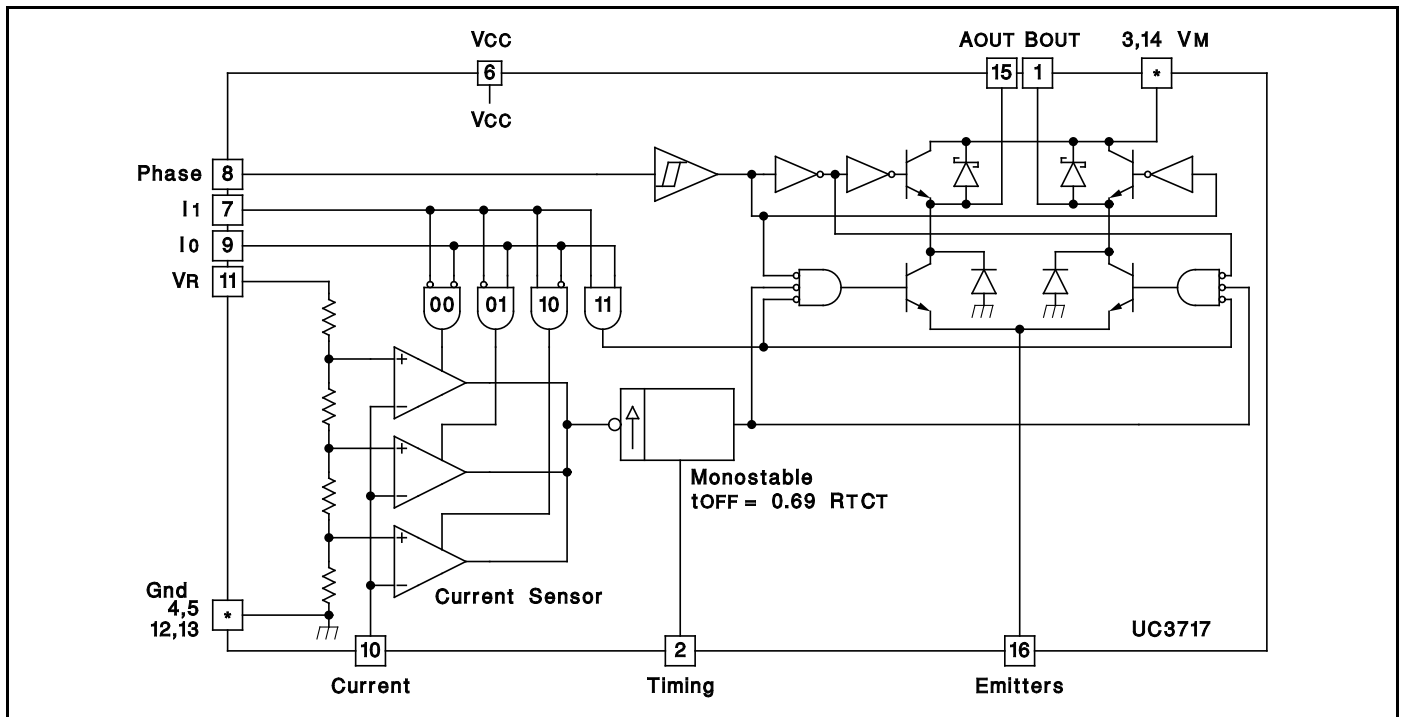 VCC
AOUT BOUT 3,14 VM
6
15 1 *
VCC
Phase 8
I1 7
I0 9
VR 11
00 01 10 11
+
−
+
−
+
−
Monostable
tOFF = 0.69 RTCT
Current Sensor
Gnd
4,5
12,13
*
UC3717
10 2 16
Current Timing Emitters